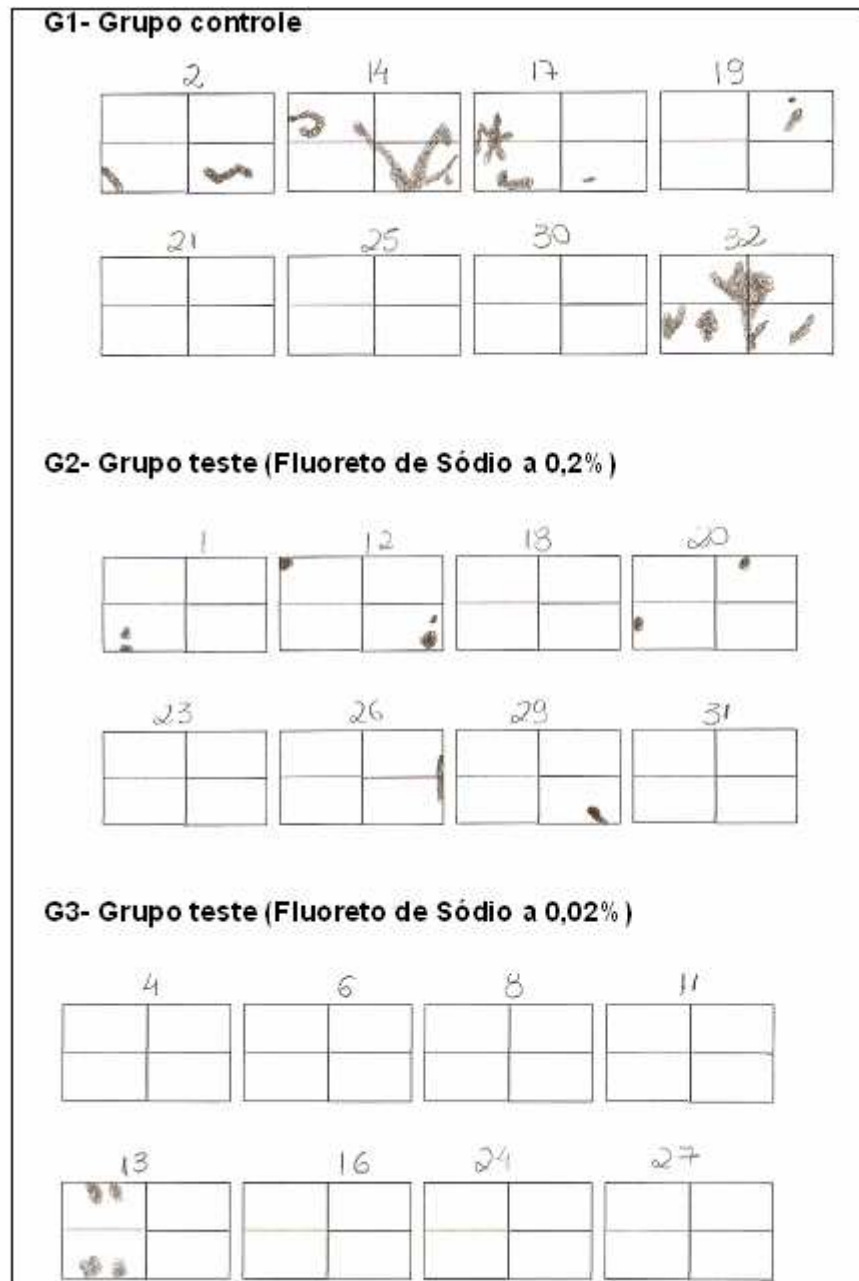 G1- Grupo controle
2 14 17 19
21 25 30 32
G2- Grupo teste (Fluoreto de Sódio a 0,2%)
1 12 18 20
23 26 29 31
G3- Grupo teste (Fluoreto de Sódio a 0,02%)
4 6 8 11
13 16 24 27